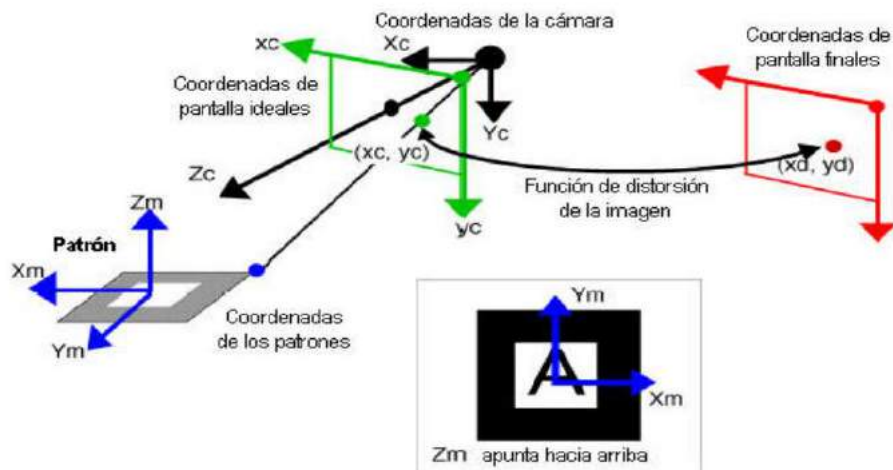 Coordenadas de la cámara
xc
Xc
Coordenadas de
pantalla ideales
Coordenadas de
pantalla finales
Yc
(xc, yc)
(xd, yd)
Zc
Función de distorsión
de la imagen
yc
Zm
Patrón
Xm
Ym
Coordenadas
de los patrones
Ym
A
Xm
Zm apunta hacia arriba